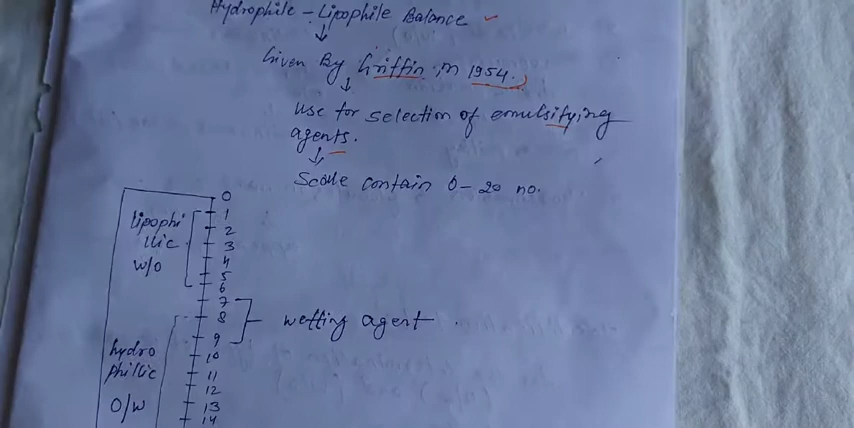 Hydrophile - Lipophile Balance
Given By Griffin in 1954.
Use for selection of emulsifying
agents.
Scale contain 0-20 no.
0
1
2
3
4
5
6
7
8
9
10
11
12
13
14
lipophi
llic
w/o
wetting agent.
hydro
phillic
O/W